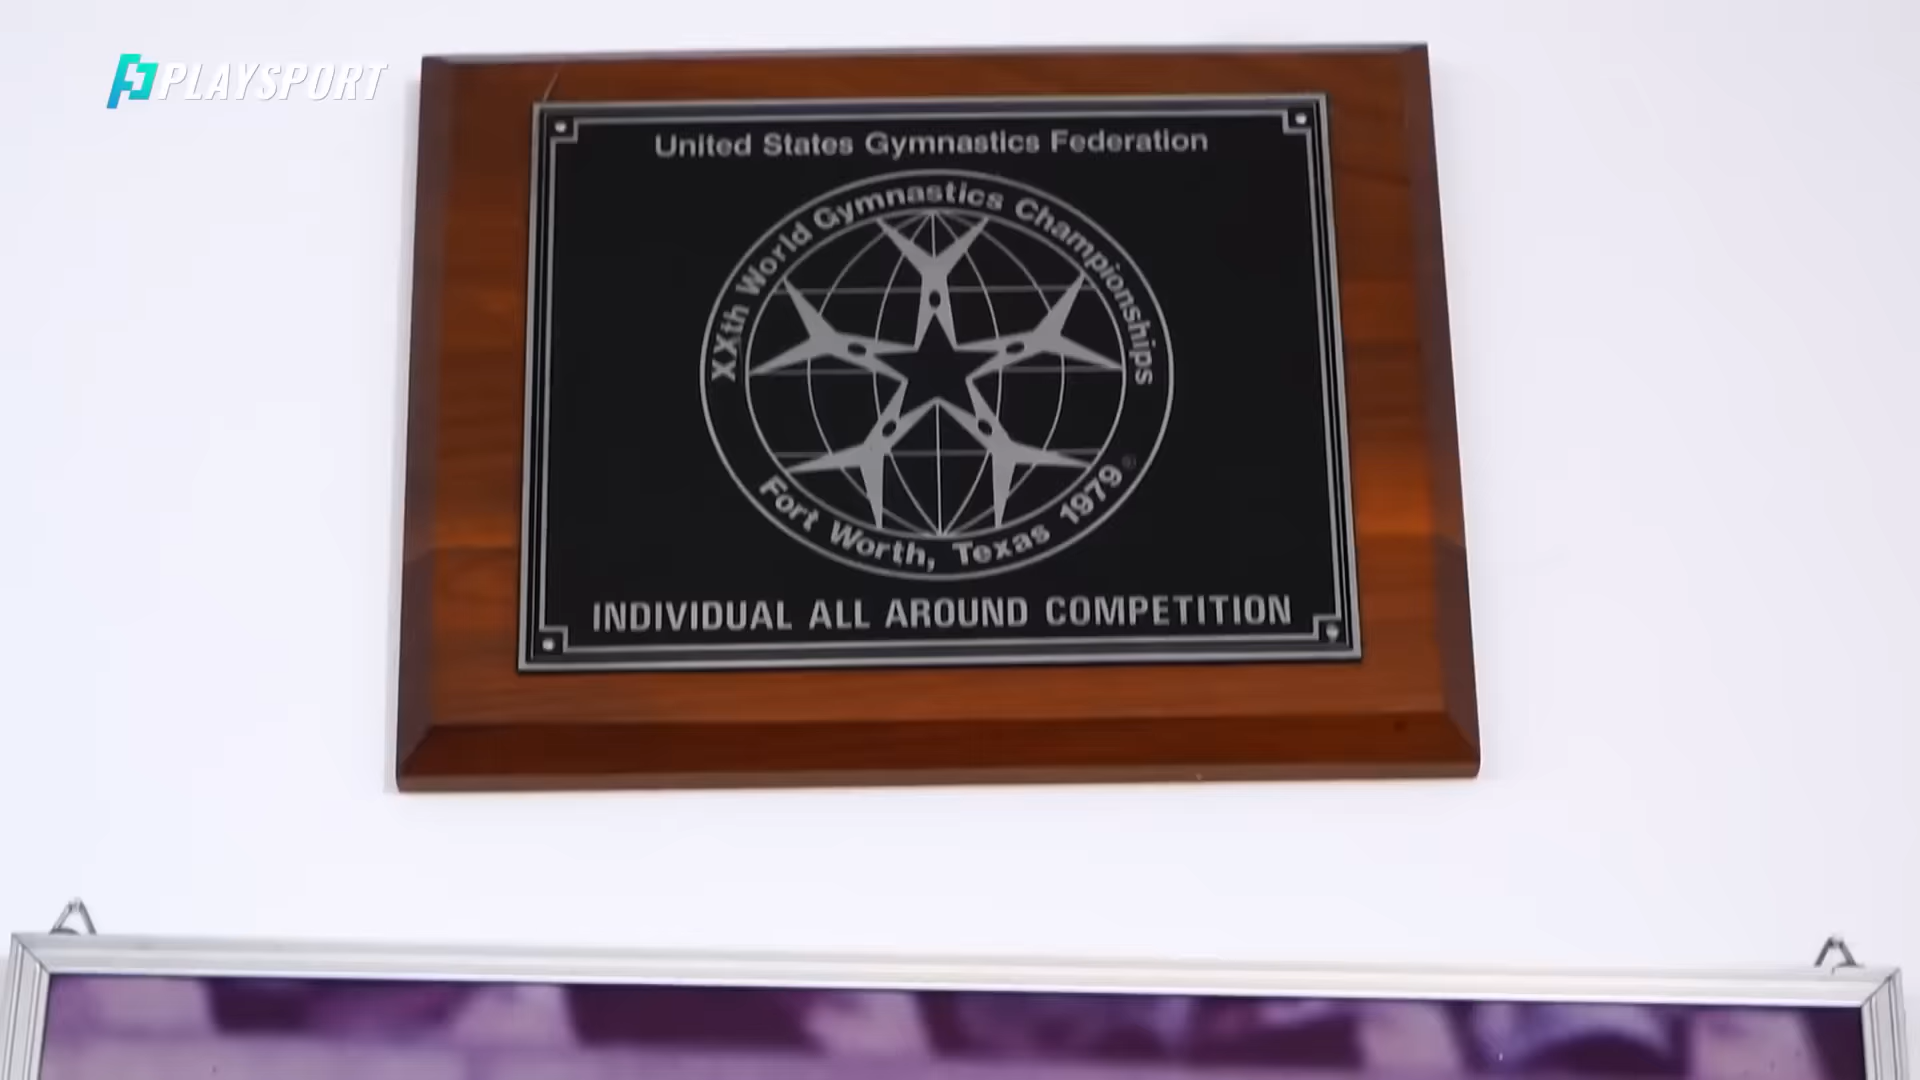 PLAYSPORT
United States Gymnastics Federation
XXth World Gymnastics Championships
Fort Worth, Texas 1979 ®
INDIVIDUAL ALL AROUND COMPETITION